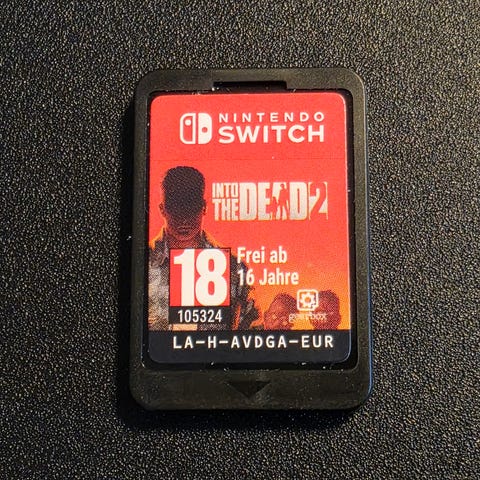 NINTENDO
SWITCH
INTO
THE DEAD 2
18
Frei ab
16 Jahre
105324
gearbox
LA-H-AVDGA-EUR